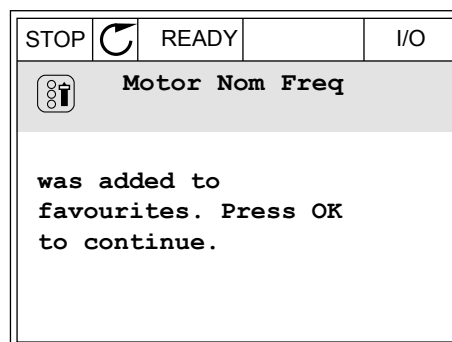 STOP READY I/O
Motor Nom Freq
was added to
favourites. Press OK
to continue.